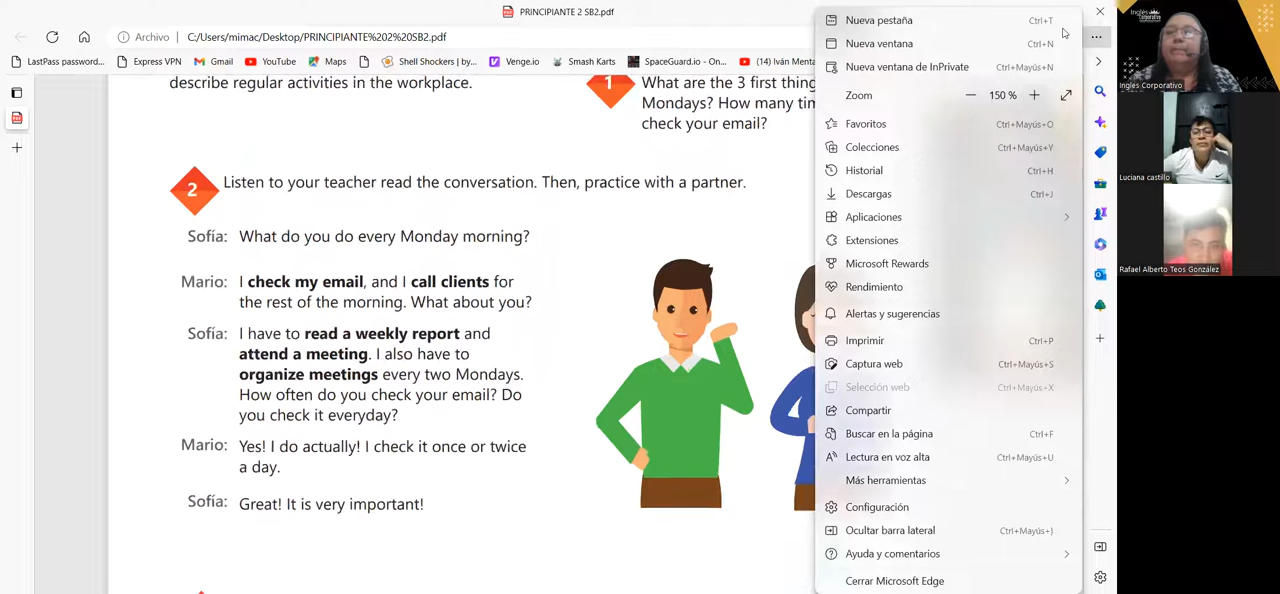 PRINCIPIANTE 2 SB2.pdf
Archivo
C:/Users/mimac/Desktop/PRINCIPIANTE%202%20SB2.pdf
LastPass password...
Express VPN
Gmail
YouTube
Maps
Shell Shockers | by...
Venge.io
Smash Karts
SpaceGuard.io - On...
(14) Iván Menta
describe regular activities in the workplace.
1
What are the 3 first thing
Mondays? How many tim
check your email?
2
Listen to your teacher read the conversation. Then, practice with a partner.
Sofía: What do you do every Monday morning?
Mario: I check my email, and I call clients for
the rest of the morning. What about you?
Sofía: I have to read a weekly report and
attend a meeting. I also have to
organize meetings every two Mondays.
How often do you check your email? Do
you check it everyday?
Mario: Yes! I do actually! I check it once or twice
a day.
Sofía: Great! It is very important!
Nueva pestaña Ctrl+T
Nueva ventana Ctrl+N
Nueva ventana de InPrivate Ctrl+Mayús+N
Zoom — 150 % +
Favoritos Ctrl+Mayús+O
Colecciones Ctrl+Mayús+Y
Historial Ctrl+H
Descargas Ctrl+J
Aplicaciones
Extensiones
Microsoft Rewards
Rendimiento
Alertas y sugerencias
Imprimir Ctrl+P
Captura web Ctrl+Mayús+S
Selección web Ctrl+Mayús+X
Compartir
Buscar en la página Ctrl+F
Lectura en voz alta Ctrl+Mayús+U
Más herramientas
Configuración
Ocultar barra lateral Ctrl+Mayús+}
Ayuda y comentarios
Cerrar Microsoft Edge
Inglés
Corporativo
Inglés Corporativo
Luciana castillo
Rafael Alberto Teos González